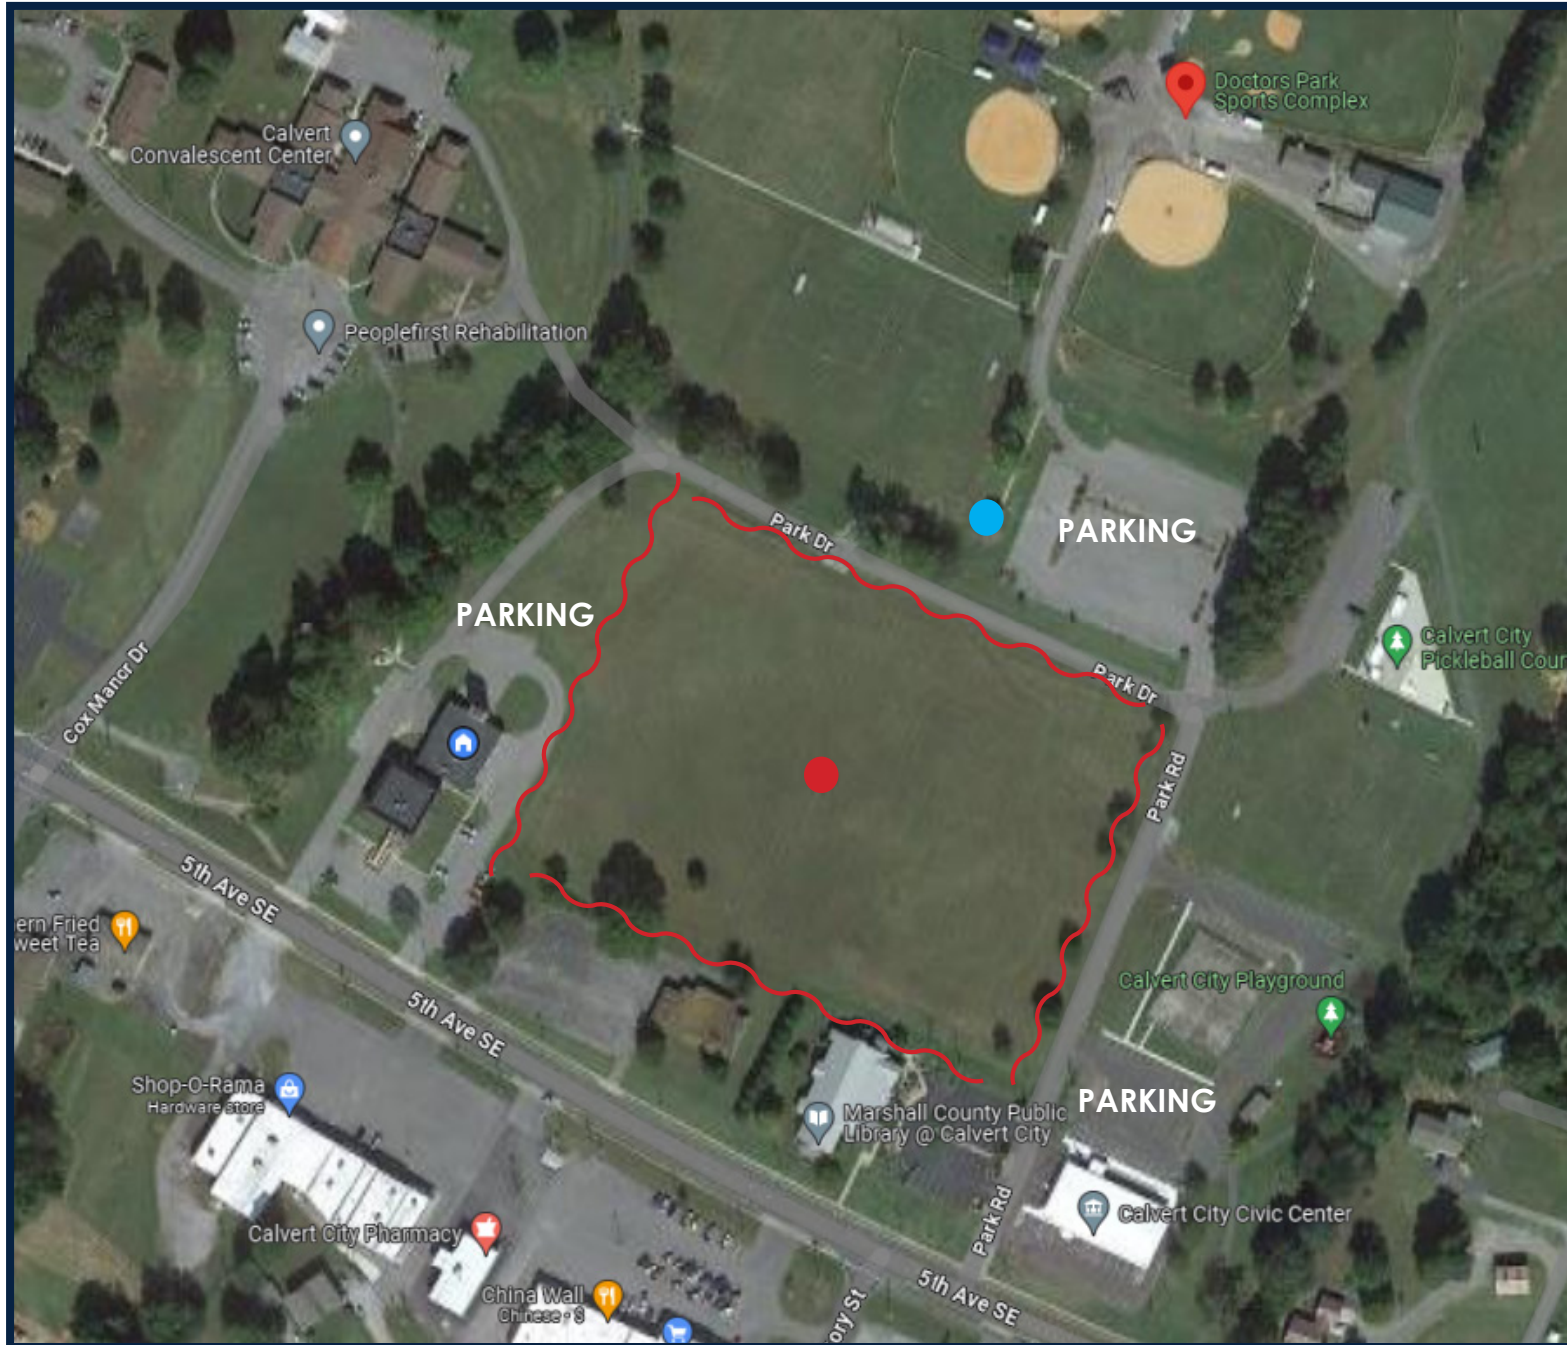 Doctors Park
Sports Complex
Calvert
Convalescent Center
Peoplefirst Rehabilitation
Park Dr
PARKING
PARKING
Calvert City
Pickleball Cour
Park Dr
Cox Manor Dr
Park Rd
5th Ave SE
ern Fried
weet Tea
Calvert City Playground
5th Ave SE
Shop-O-Rama
Hardware store
PARKING
Marshall County Public
Library @ Calvert City
Calvert City Civic Center
Park Rd
Calvert City Pharmacy
China Wall
Chinese • $
5th Ave SE
ory St